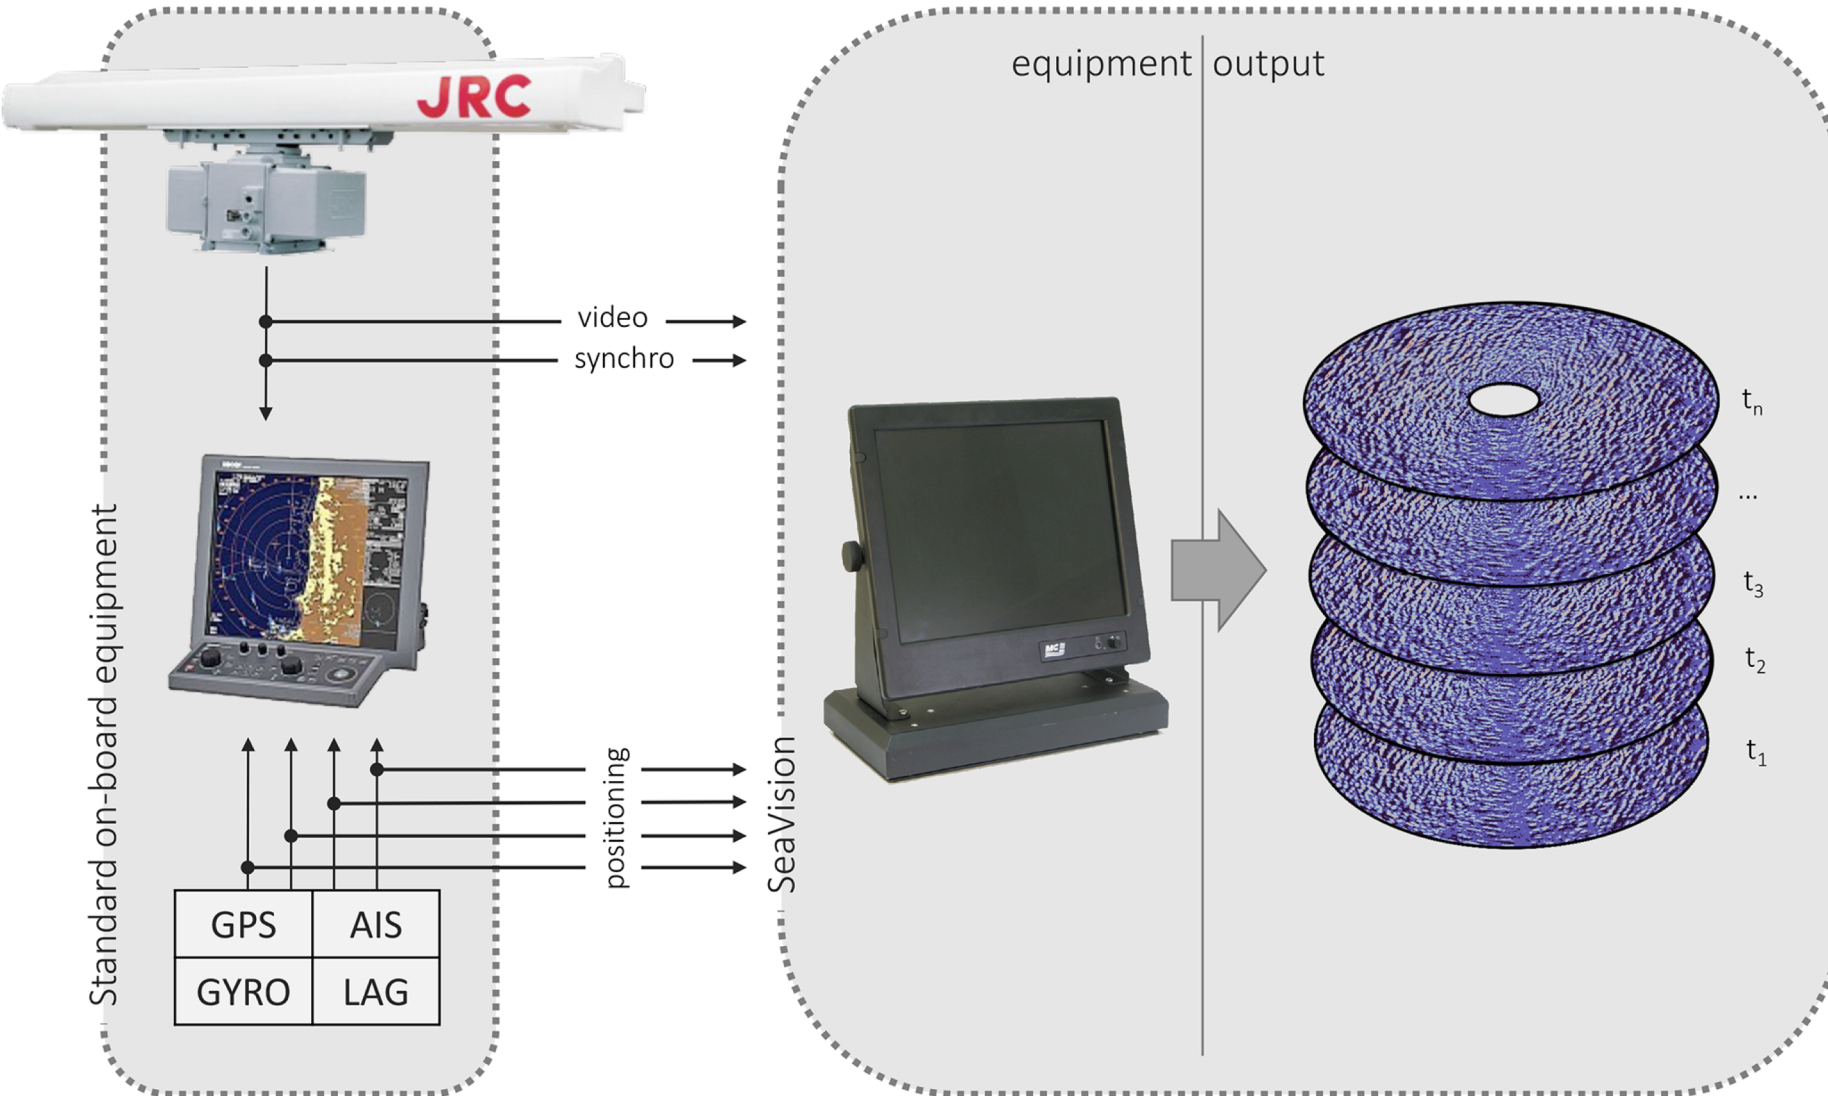 JRC
equipment
output
video
synchro
Standard on-board equipment
positioning
SeaVision
MC
GPS
AIS
GYRO
LAG
tn
...
t3
t2
t1